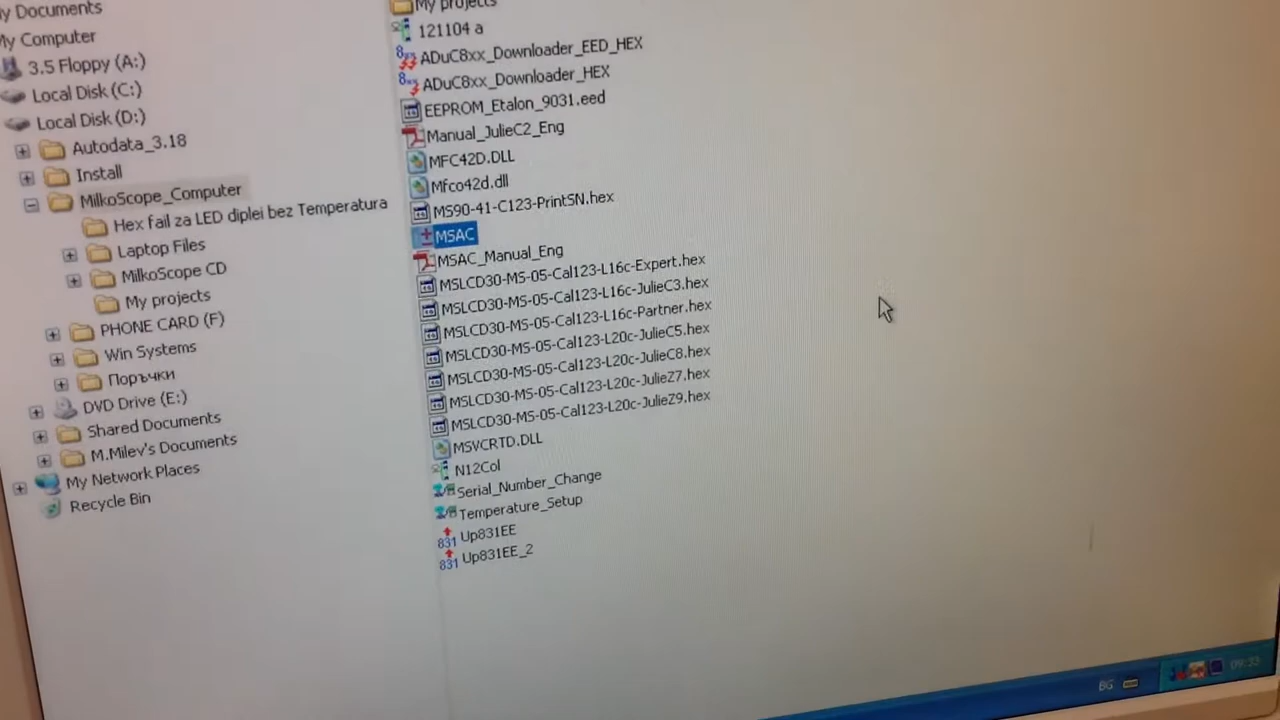 My Documents
My Computer
3.5 Floppy (A:)
Local Disk (C:)
Local Disk (D:)
Autodata_3.18
Install
MilkoScope_Computer
Hex fail za LED diplei bez Temperatura
Laptop Files
MilkoScope CD
My projects
PHONE CARD (F)
Win Systems
Поръчки
DVD Drive (E:)
Shared Documents
M.Milev's Documents
My Network Places
Recycle Bin
My projects
121104 a
ADuC8xx_Downloader_EED_HEX
ADuC8xx_Downloader_HEX
EEPROM_Etalon_9031.eed
Manual_JulieC2_Eng
MFC42D.DLL
Mfco42d.dll
MS90-41-C123-PrintSN.hex
MSAC
MSAC_Manual_Eng
MSLCD30-MS-05-Cal123-L16c-Expert.hex
MSLCD30-MS-05-Cal123-L16c-JulieC3.hex
MSLCD30-MS-05-Cal123-L16c-Partner.hex
MSLCD30-MS-05-Cal123-L20c-JulieC5.hex
MSLCD30-MS-05-Cal123-L20c-JulieC8.hex
MSLCD30-MS-05-Cal123-L20c-JulieZ7.hex
MSLCD30-MS-05-Cal123-L20c-JulieZ9.hex
MSVCRTD.DLL
N12Col
Serial_Number_Change
Temperature_Setup
831 Up831EE
831 Up831EE_2
BG
09:33